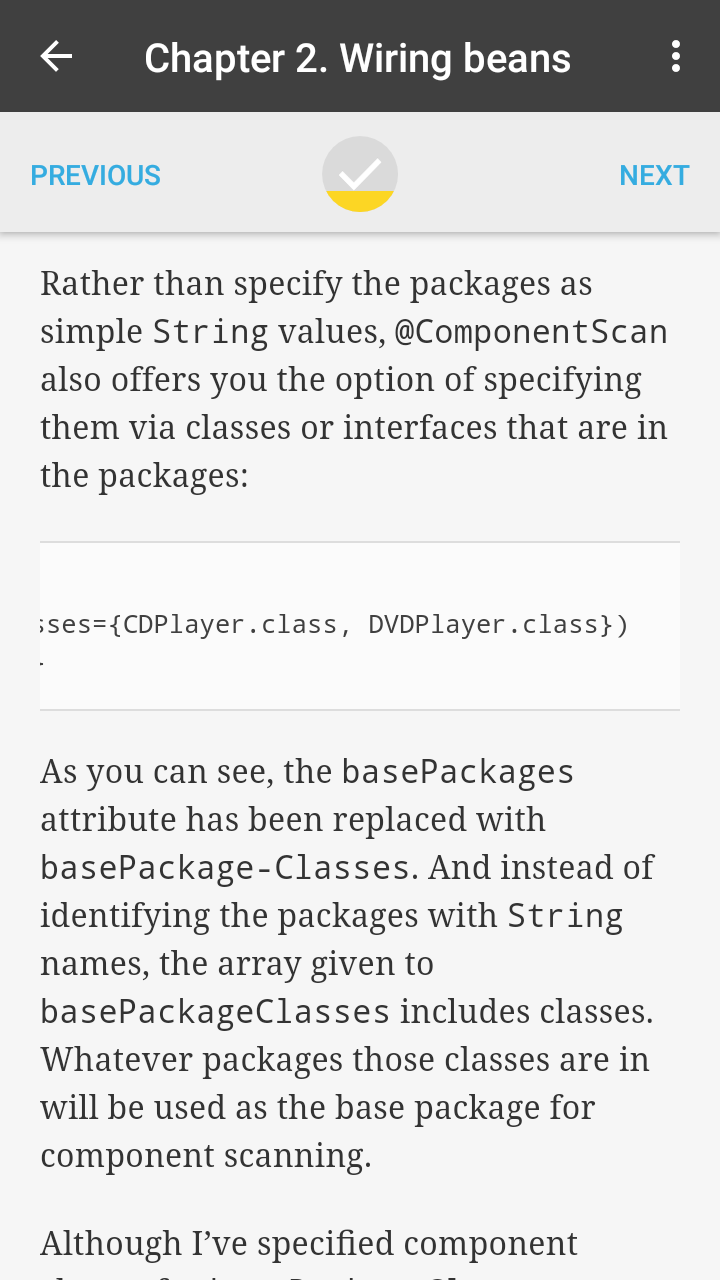 Chapter 2. Wiring beans
PREVIOUS
NEXT
Rather than specify the packages as
simple String values, @ComponentScan
also offers you the option of specifying
them via classes or interfaces that are in
the packages:
sses={CDPlayer.class, DVDPlayer.class})
As you can see, the basePackages
attribute has been replaced with
basePackage-Classes. And instead of
identifying the packages with String
names, the array given to
basePackageClasses includes classes.
Whatever packages those classes are in
will be used as the base package for
component scanning.
Although I’ve specified component